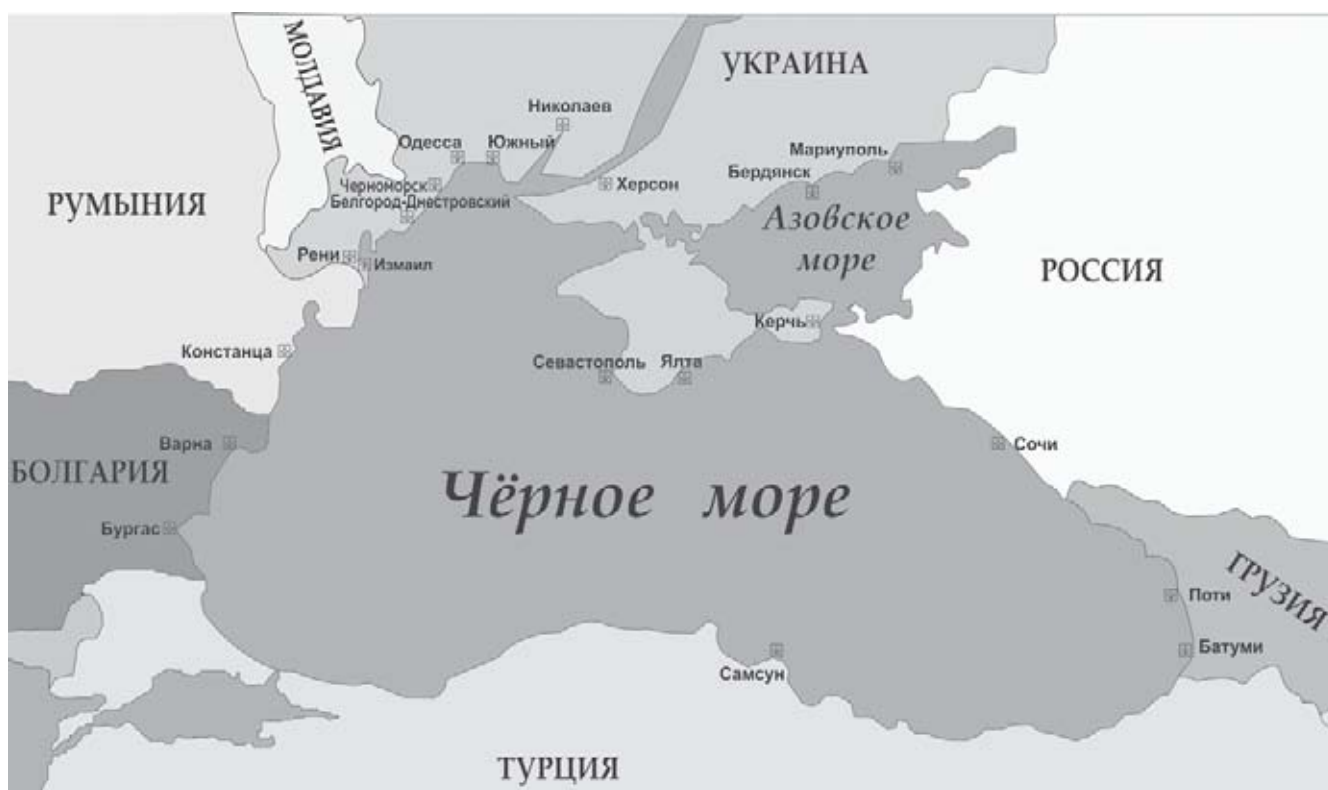 МОЛДАВИЯ
УКРАИНА
Николаев
Одесса
Южный
Мариуполь
Бердянск
Черноморск
Херсон
Белгород-Днестровский
РУМЫНИЯ
Азовское
море
Рени
Измаил
РОССИЯ
Керчь
Констанца
Севастополь
Ялта
Варна
Сочи
БОЛГАРИЯ
Чёрное море
Бургас
ГРУЗИЯ
Поти
Батуми
Самсун
ТУРЦИЯ